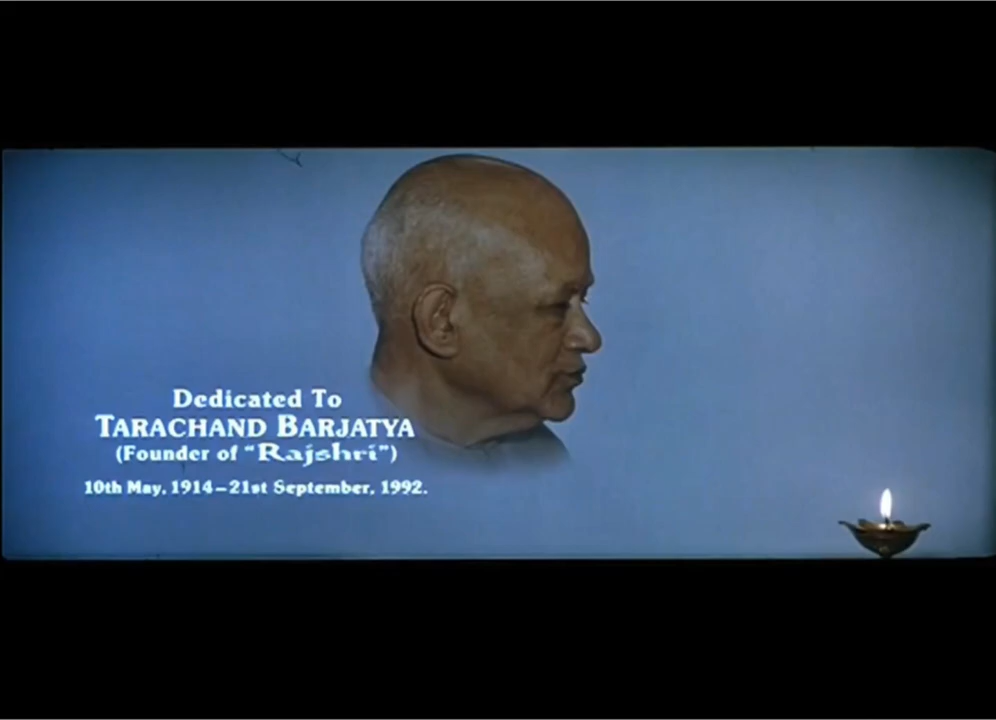 Dedicated To
TARACHAND BARJATYA
(Founder of "Rajshri")
10th May, 1914–21st September, 1992.